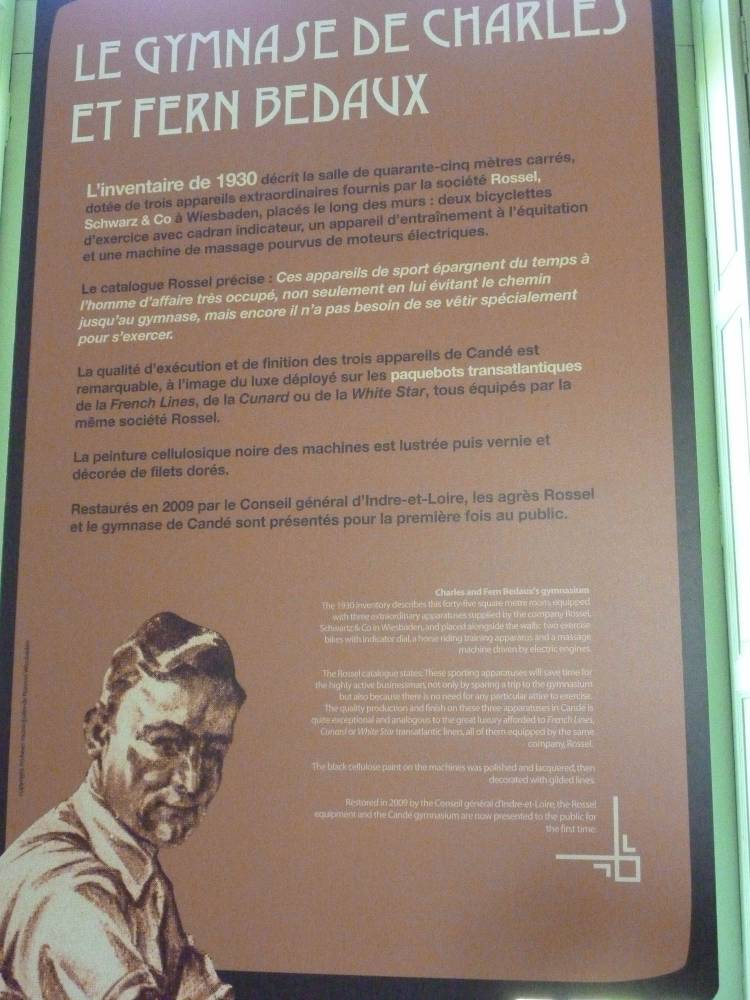 LE GYMNASE DE CHARLES
ET FERN BEDAUX
L'inventaire de 1930 décrit la salle de quarante-cinq mètres carrés,
dotée de trois appareils extraordinaires fournis par la société Rossel,
Schwarz & Co à Wiesbaden, placés le long des murs : deux bicyclettes
d'exercice avec cadran indicateur, un appareil d'entraînement à l'équitation
et une machine de massage pourvus de moteurs électriques.
Le catalogue Rossel précise : Ces appareils de sport épargnent du temps à
l'homme d'affaire très occupé, non seulement en lui évitant le chemin
jusqu'au gymnase, mais encore il n'a pas besoin de se vêtir spécialement
pour s'exercer.
La qualité d'exécution et de finition des trois appareils de Candé est
remarquable, à l'image du luxe déployé sur les paquebots transatlantiques
de la French Lines, de la Cunard ou de la White Star, tous équipés par la
même société Rossel.
La peinture cellulosique noire des machines est lustrée puis vernie et
décorée de filets dorés.
Restaurés en 2009 par le Conseil général d'Indre-et-Loire, les agrès Rossel
et le gymnase de Candé sont présentés pour la première fois au public.
Charles and Fern Bedaux's gymnasium
The 1930 inventory describes this forty-five square metre room, equipped
with three extraordinary apparatuses supplied by the company Rossel,
Schwartz & Co in Wiesbaden, and placed alongside the walls: two exercise
bikes with indicator dial, a horse riding training apparatus and a massage
machine driven by electric engines.
The Rossel catalogue states: These sporting apparatuses will save time for
the highly active businessman, not only by sparing a trip to the gymnasium
but also because there is no need for any particular attire to exercise.
The quality production and finish on these three apparatuses in Candé is
quite exceptional and analogous to the great luxury afforded to French Lines,
Cunard or White Star transatlantic liners, all of them equipped by the same
company, Rossel.
The black cellulose paint on the machines was polished and lacquered, then
decorated with gilded lines.
Restored in 2009 by the Conseil général d'Indre-et-Loire, the Rossel
equipment and the Candé gymnasium are now presented to the public for
the first time.